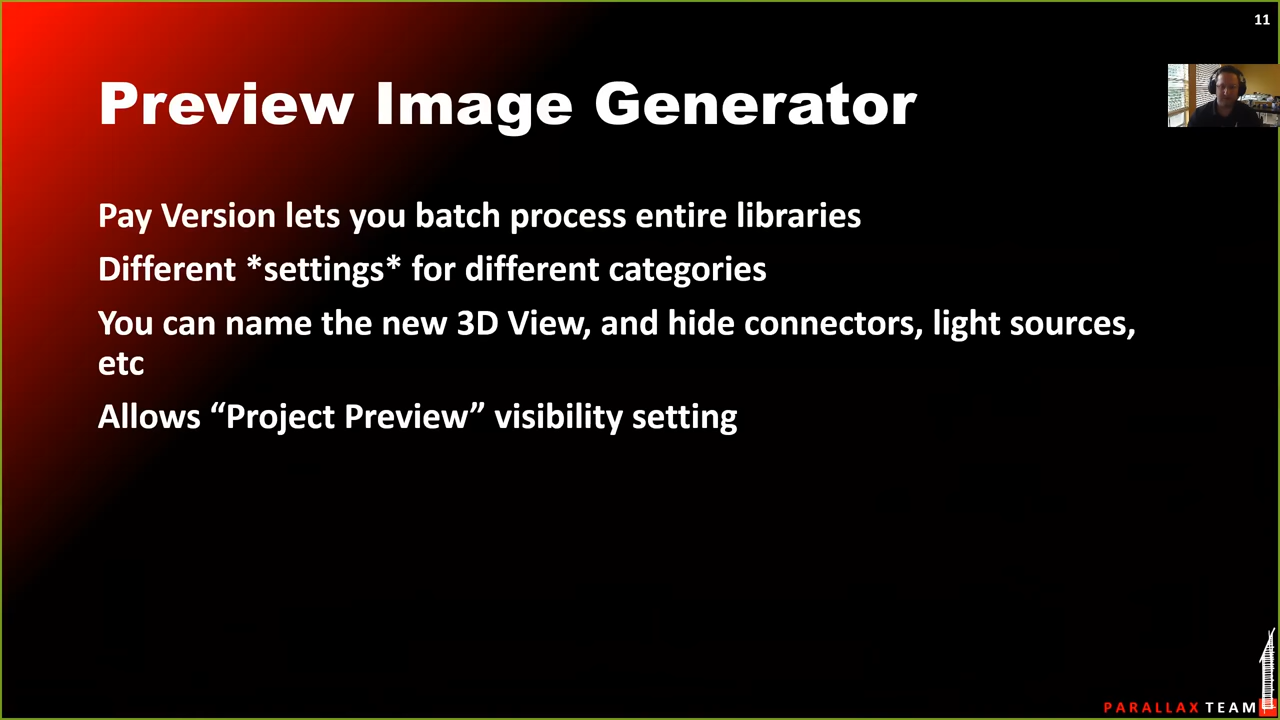 11
Preview Image Generator
Pay Version lets you batch process entire libraries
Different *settings* for different categories
You can name the new 3D View, and hide connectors, light sources,
etc
Allows “Project Preview” visibility setting
PARALLAX TEAM